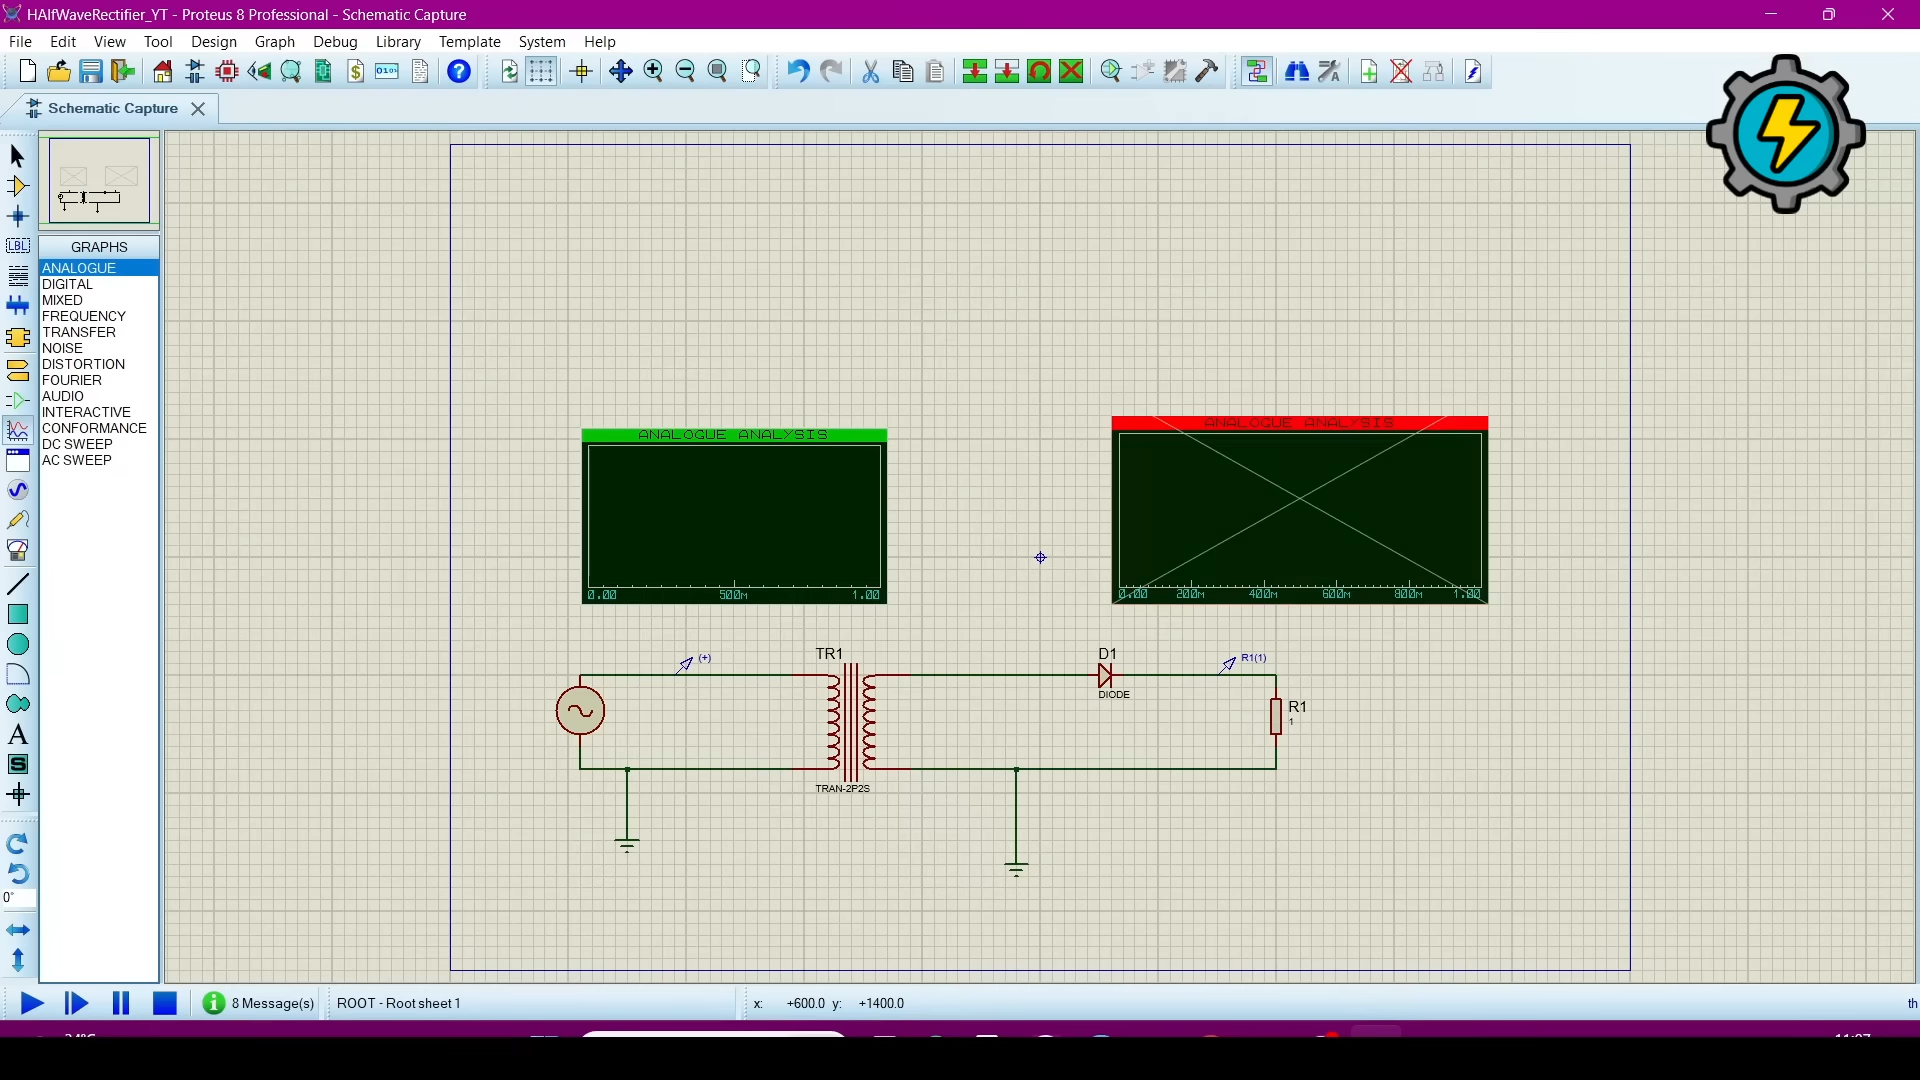 HAlfWaveRectifier_YT - Proteus 8 Professional - Schematic Capture
File Edit View Tool Design Graph Debug Library Template System Help
Schematic Capture
LBL
GRAPHS
ANALOGUE
DIGITAL
MIXED
FREQUENCY
TRANSFER
NOISE
DISTORTION
FOURIER
AUDIO
INTERACTIVE
CONFORMANCE
DC SWEEP
AC SWEEP
A
S
0°
ANALOGUE ANALYSIS
0.00 500m 1.00
ANALOGUE ANALYSIS
0.00 200m 400m 600m 800m 1.00
(+)
TR1
TRAN-2P2S
D1
DIODE
R1(1)
R1
1
8 Message(s) ROOT - Root sheet 1 x: +600.0 y: +1400.0 th